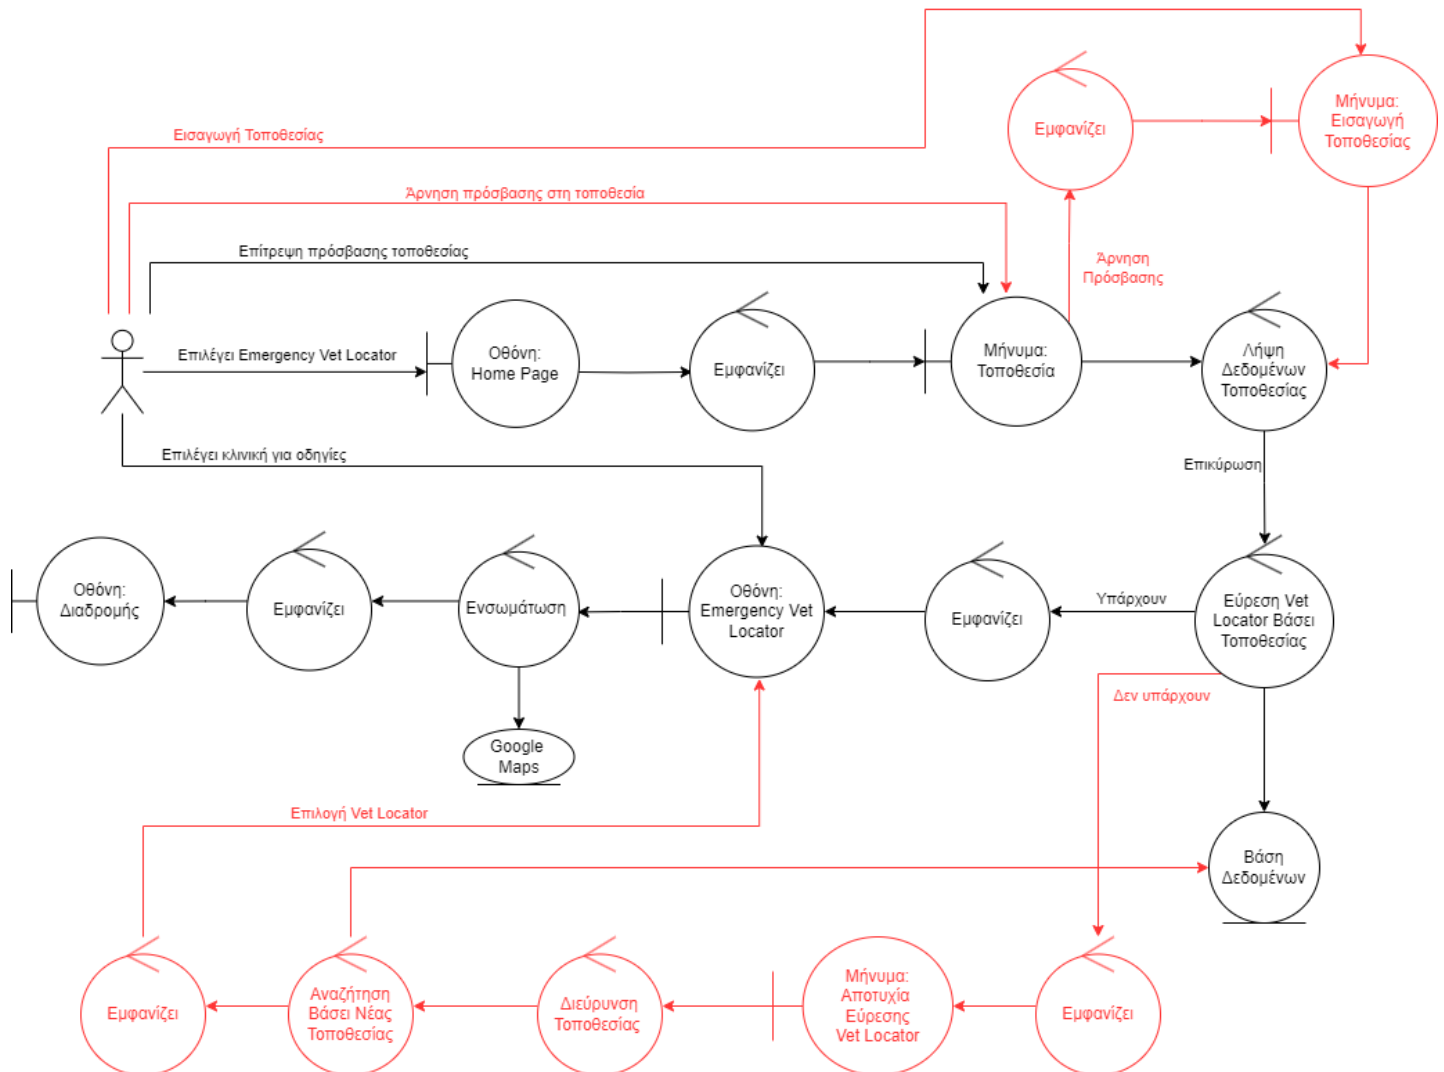 Εισαγωγή Τοποθεσίας
Μήνυμα:
Εισαγωγή
Τοποθεσίας
Εμφανίζει
Άρνηση πρόσβασης στη τοποθεσία
Επίτρεψη πρόσβασης τοποθεσίας
Άρνηση
Πρόσβασης
Επιλέγει Emergency Vet Locator
Οθόνη:
Home Page
Εμφανίζει
Μήνυμα:
Τοποθεσία
Λήψη
Δεδομένων
Τοποθεσίας
Επιλέγει κλινική για οδηγίες
Επικύρωση
Οθόνη:
Διαδρομής
Εμφανίζει
Ενσωμάτωση
Οθόνη:
Emergency Vet
Locator
Εμφανίζει
Υπάρχουν
Εύρεση Vet
Locator Βάσει
Τοποθεσίας
Δεν υπάρχουν
Google
Maps
Επιλογή Vet Locator
Βάση
Δεδομένων
Εμφανίζει
Αναζήτηση
Βάσει Νέας
Τοποθεσίας
Διεύρυνση
Τοποθεσίας
Μήνυμα:
Αποτυχία
Εύρεσης
Vet Locator
Εμφανίζει